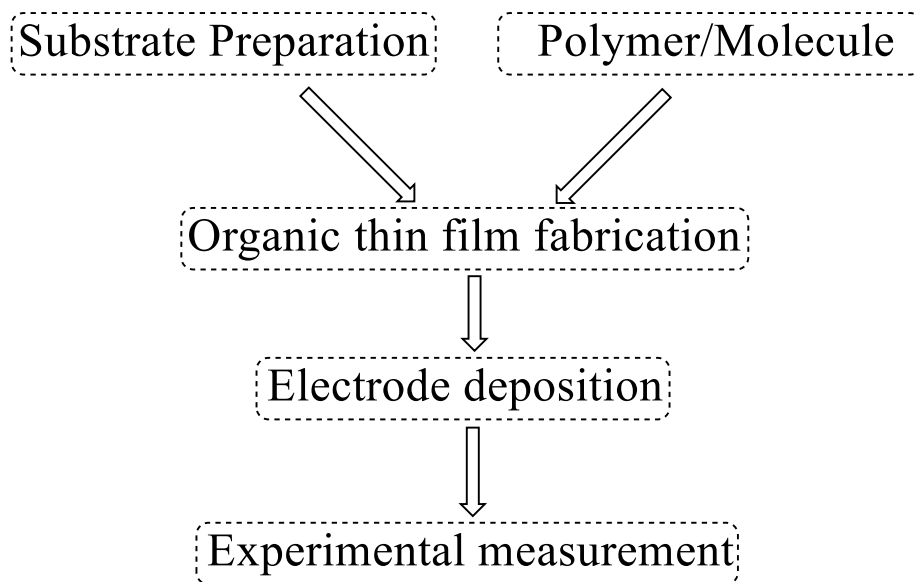 Substrate Preparation
Polymer/Molecule
Organic thin film fabrication
Electrode deposition
Experimental measurement